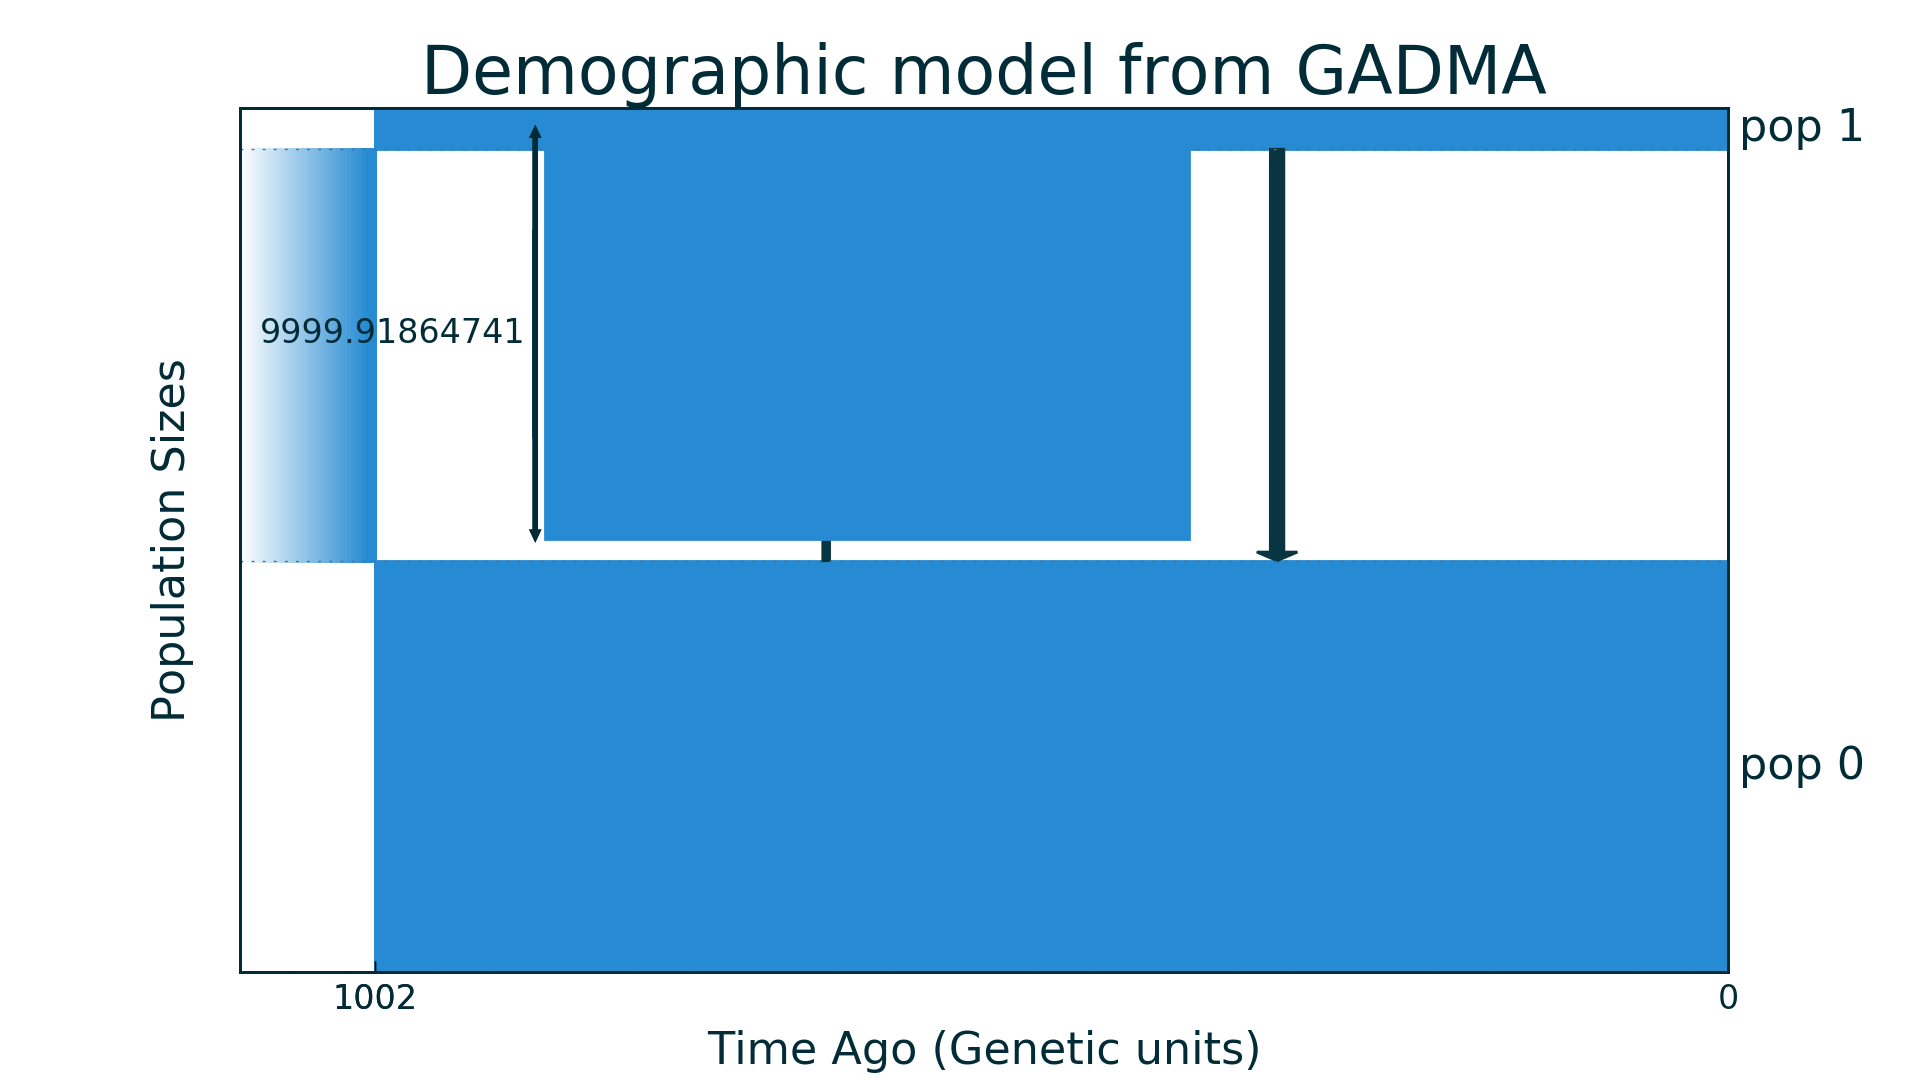 Demographic model from GADMA
pop 1
9999.91864741
Population Sizes
pop 0
1002
0
Time Ago (Genetic units)